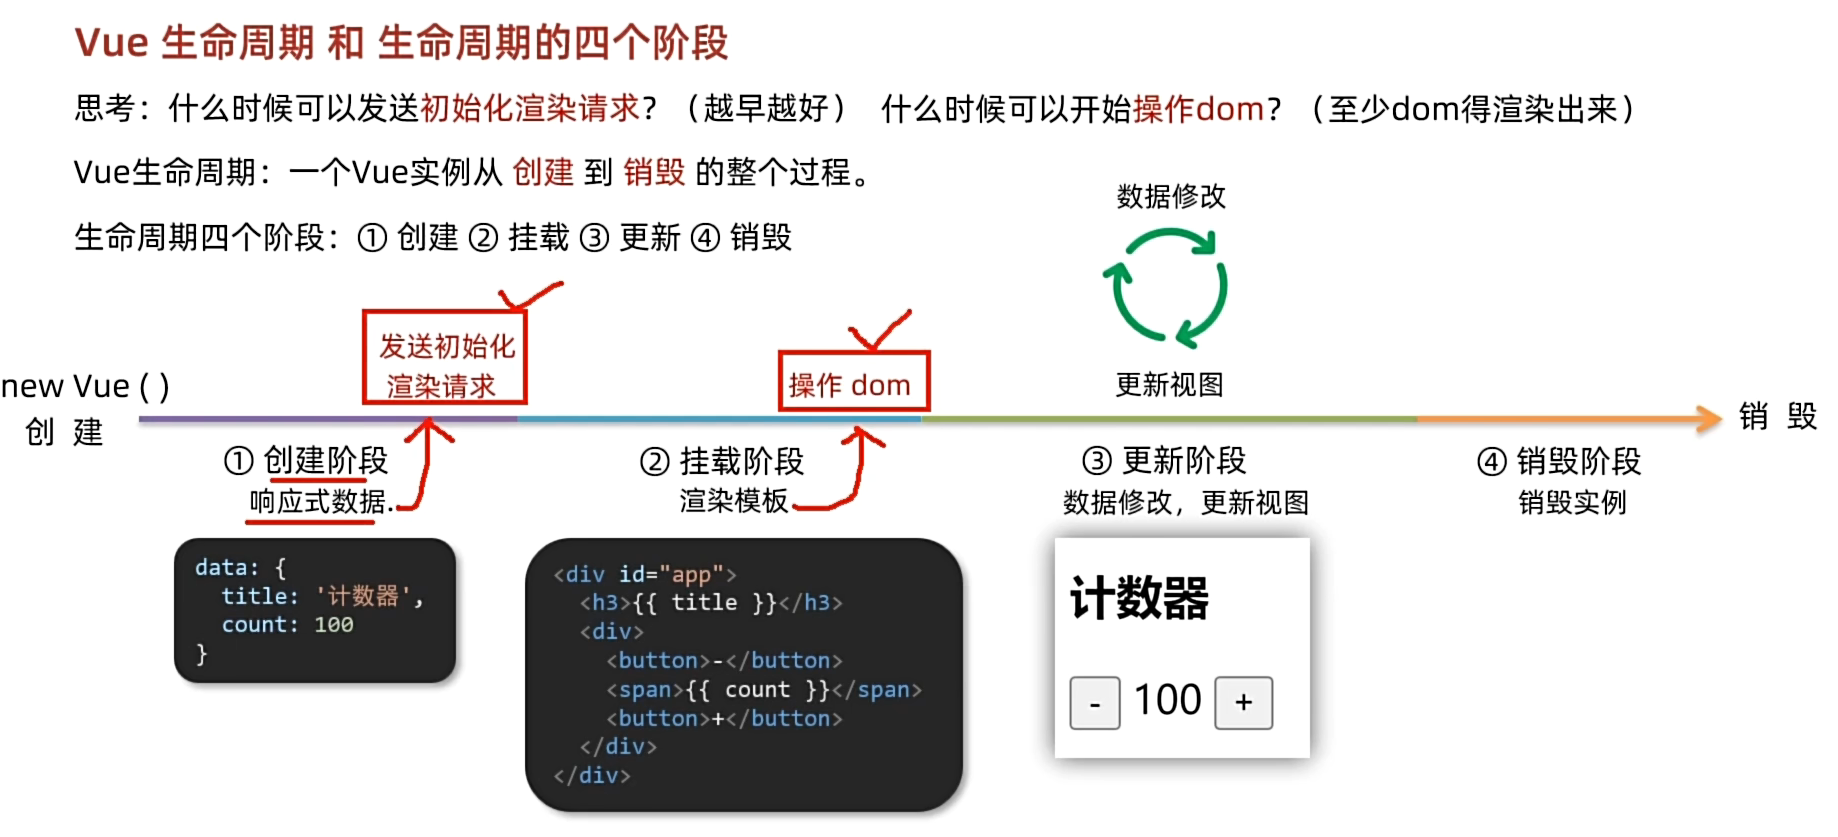 Vue 生命周期 和 生命周期的四个阶段
思考：什么时候可以发送初始化渲染请求？（越早越好） 什么时候可以开始操作dom？（至少dom得渲染出来）
Vue生命周期：一个Vue实例从 创建 到 销毁 的整个过程。
生命周期四个阶段：① 创建 ② 挂载 ③ 更新 ④ 销毁
数据修改
更新视图
发送初始化
渲染请求
操作 dom
new Vue ( )
创 建
销 毁
① 创建阶段
响应式数据
② 挂载阶段
渲染模板
③ 更新阶段
数据修改，更新视图
④ 销毁阶段
销毁实例
data: {
  title: '计数器',
  count: 100
}
<div id="app">
  <h3>{{ title }}</h3>
  <div>
    <button>-</button>
    <span>{{ count }}</span>
    <button>+</button>
  </div>
</div>
计数器
- 100 +